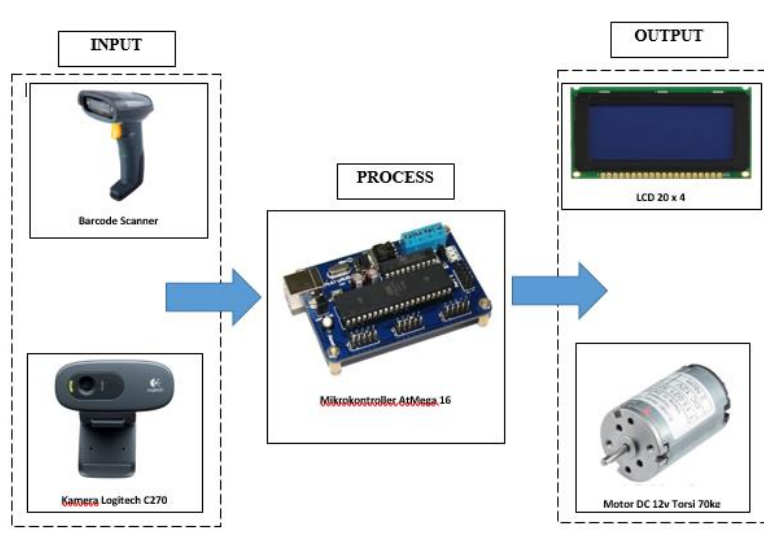 INPUT
Barcode Scanner
Kamera Logitech C270
PROCESS
Mikrokontroller AtMega 16
OUTPUT
LCD 20 x 4
Motor DC 12v Torsi 70kg